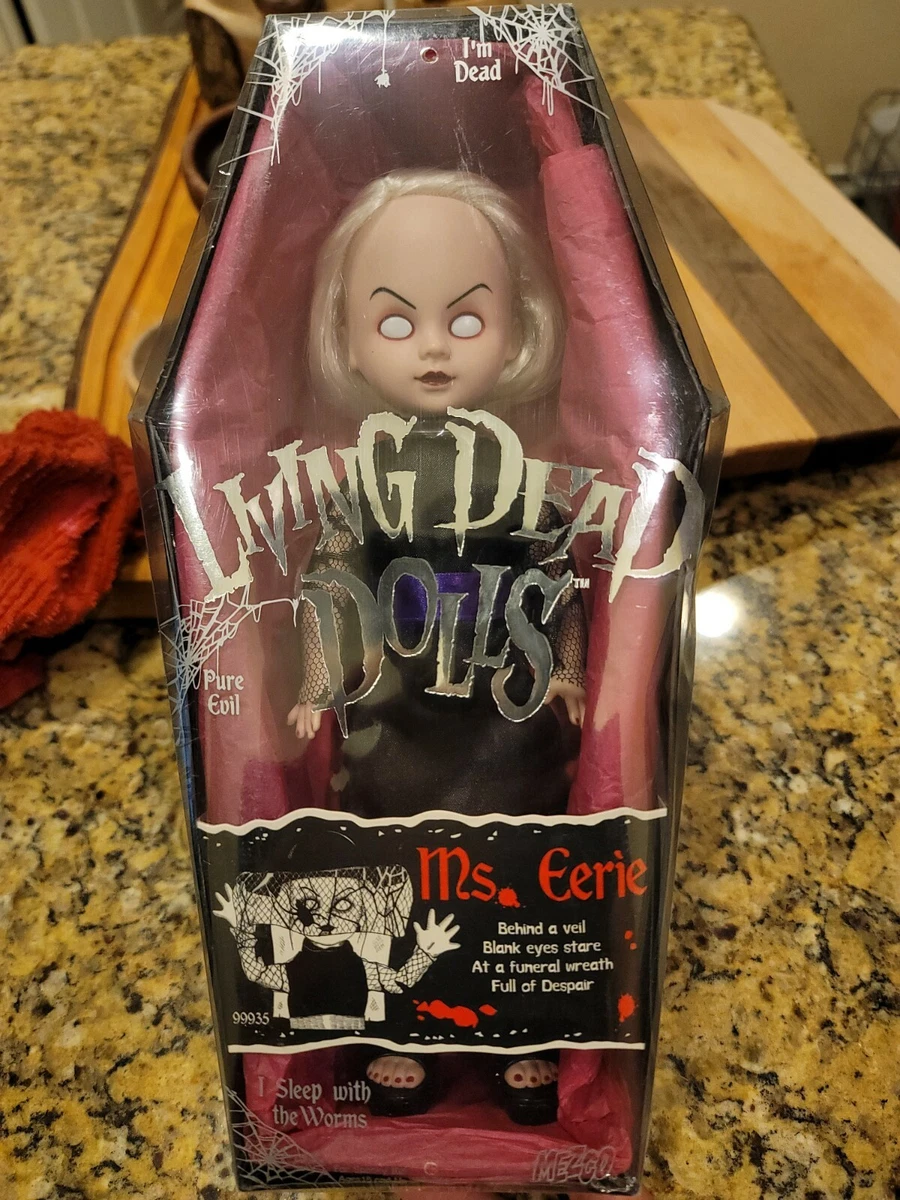 I'm
Dead
LIVING DEAD
DOLLS™
Pure
Evil
Ms. Eerie
Behind a veil
Blank eyes stare
At a funeral wreath
Full of Despair
99935
I Sleep with
the Worms
MEZCO